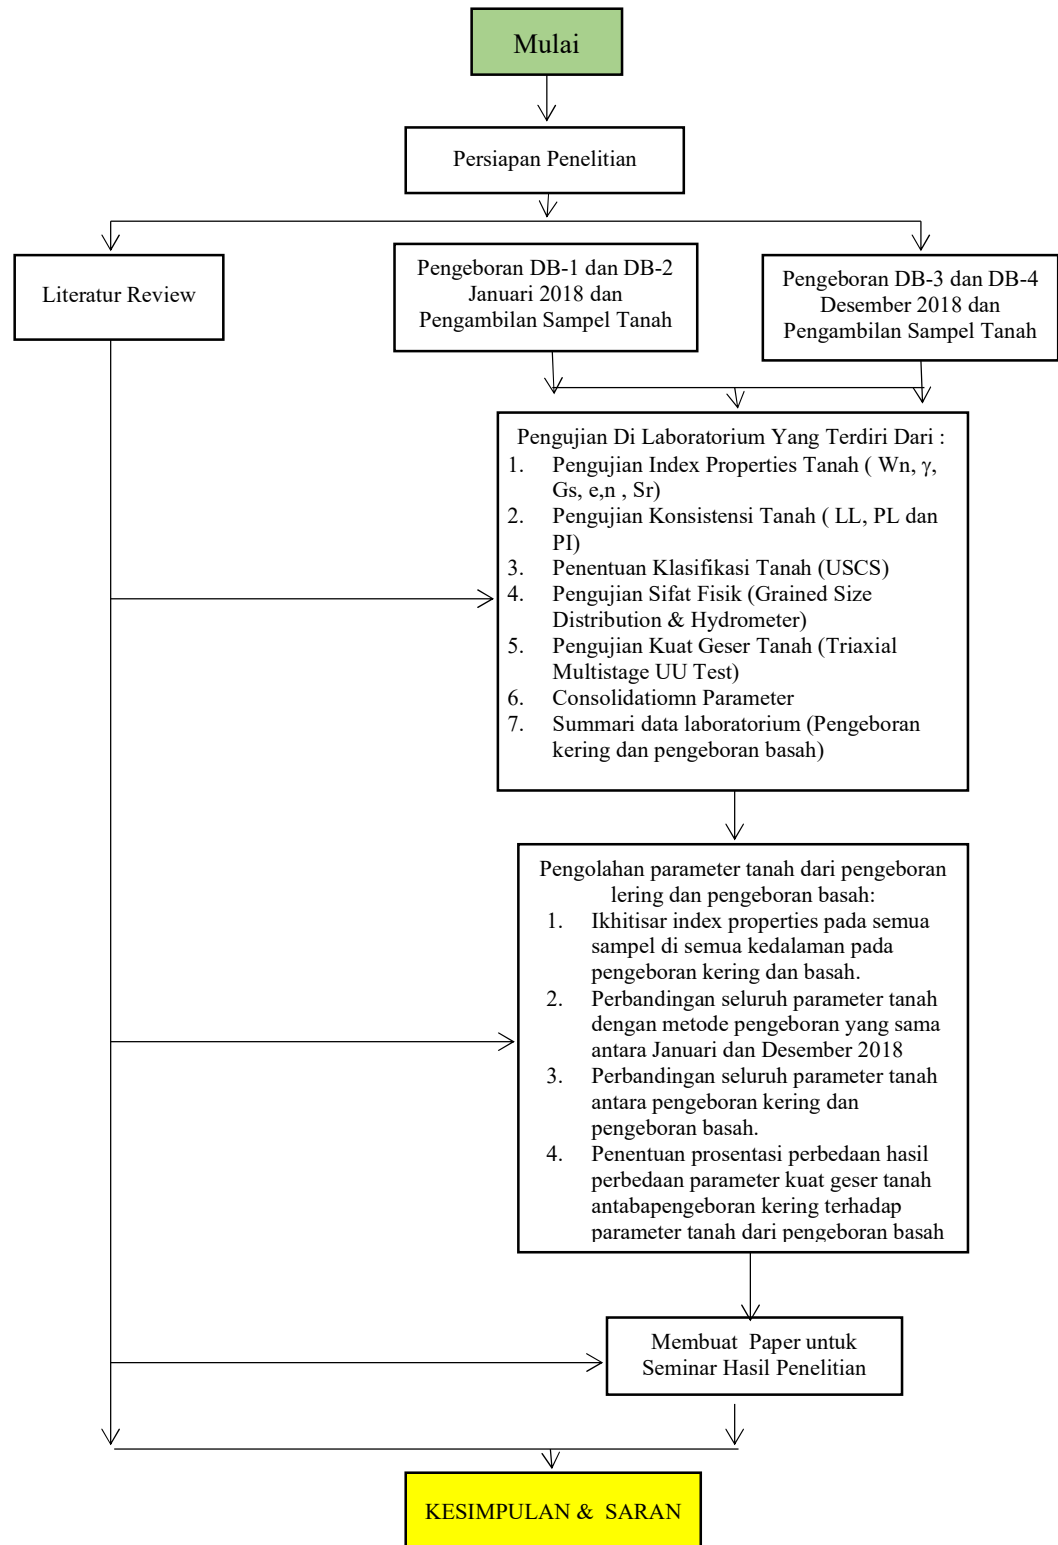 Mulai
Persiapan Penelitian
Literatur Review
Pengeboran DB-1 dan DB-2
Januari 2018 dan
Pengambilan Sampel Tanah
Pengeboran DB-3 dan DB-4
Desember 2018 dan
Pengambilan Sampel Tanah
Pengujian Di Laboratorium Yang Terdiri Dari :
1. Pengujian Index Properties Tanah ( Wn, γ,
Gs, e,n , Sr)
2. Pengujian Konsistensi Tanah ( LL, PL dan
PI)
3. Penentuan Klasifikasi Tanah (USCS)
4. Pengujian Sifat Fisik (Grained Size
Distribution & Hydrometer)
5. Pengujian Kuat Geser Tanah (Triaxial
Multistage UU Test)
6. Consolidatiomn Parameter
7. Summari data laboratorium (Pengeboran
kering dan pengeboran basah)
Pengolahan parameter tanah dari pengeboran
lering dan pengeboran basah:
1. Ikhitisar index properties pada semua
sampel di semua kedalaman pada
pengeboran kering dan basah.
2. Perbandingan seluruh parameter tanah
dengan metode pengeboran yang sama
antara Januari dan Desember 2018
3. Perbandingan seluruh parameter tanah
antara pengeboran kering dan
pengeboran basah.
4. Penentuan prosentasi perbedaan hasil
perbedaan parameter kuat geser tanah
antabapengeboran kering terhadap
parameter tanah dari pengeboran basah
Membuat Paper untuk
Seminar Hasil Penelitian
KESIMPULAN & SARAN